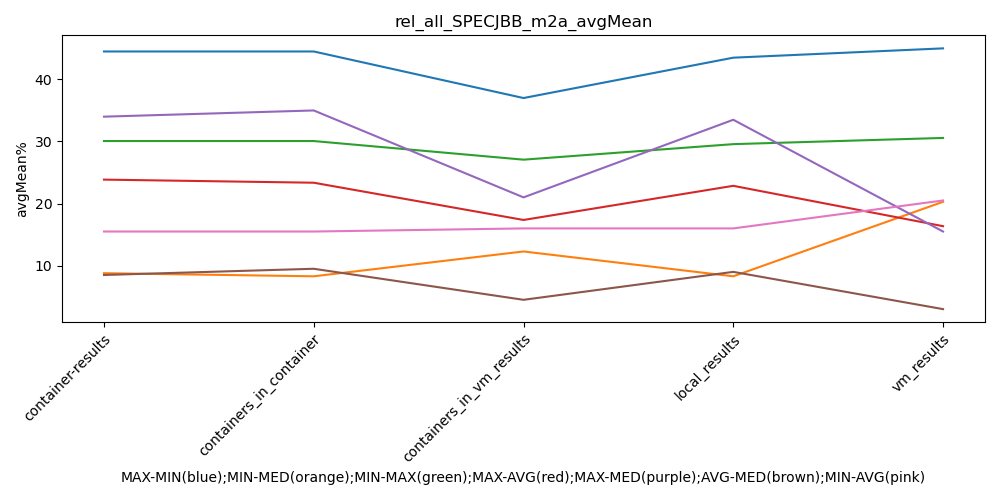 rel_all_SPECJBB_m2a_avgMean
avgMean%
40
30
20
10
container-results
containers_in_container
containers_in_vm_results
local_results
vm_results
MAX-MIN(blue);MIN-MED(orange);MIN-MAX(green);MAX-AVG(red);MAX-MED(purple);AVG-MED(brown);MIN-AVG(pink)